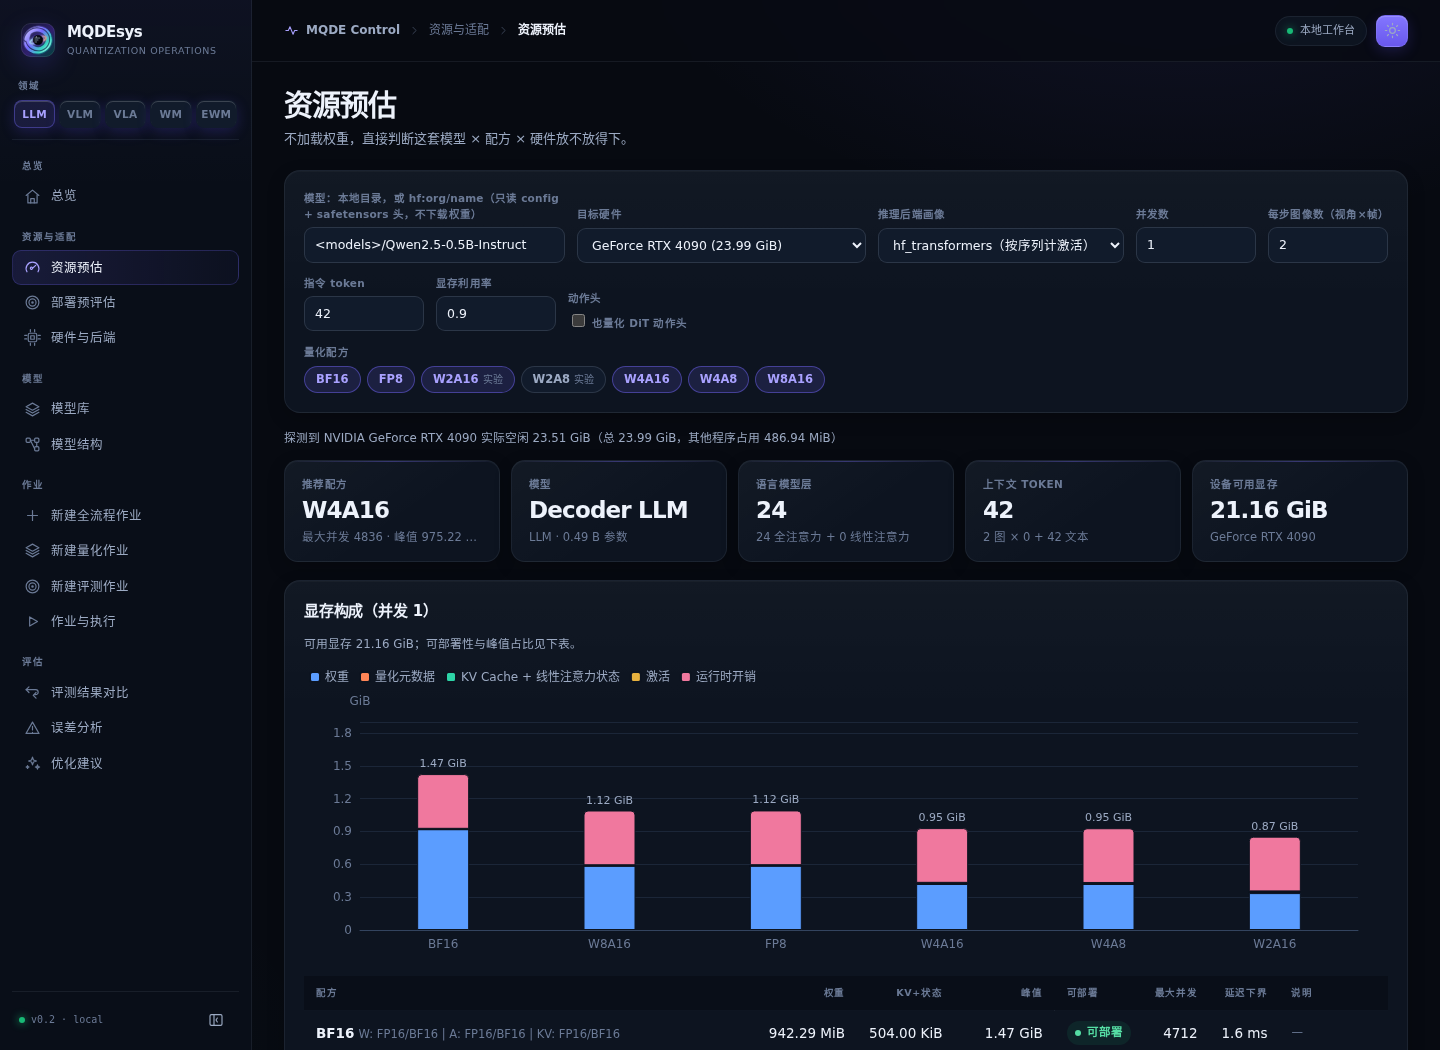 MQDEsys
QUANTIZATION OPERATIONS
领域
LLM VLM VLA WM EWM
总览
总览
资源与适配
资源预估
部署预评估
硬件与后端
模型
模型库
模型结构
作业
新建全流程作业
新建量化作业
新建评测作业
作业与执行
评估
评测结果对比
误差分析
优化建议
v0.2 · local
MQDE Control 资源与适配 资源预估
本地工作台
资源预估
不加载权重，直接判断这套模型 × 配方 × 硬件放不放得下。
模型：本地目录，或 hf:org/name（只读 config
+ safetensors 头，不下载权重）
目标硬件
推理后端画像
并发数
每步图像数（视角×帧）
<models>/Qwen2.5-0.5B-Instruct
GeForce RTX 4090 (23.99 GiB)
hf_transformers（按序列计激活）
1
2
指令 token
显存利用率
动作头
42
0.9
也量化 DiT 动作头
量化配方
BF16 FP8 W2A16 实验 W2A8 实验 W4A16 W4A8 W8A16
探测到 NVIDIA GeForce RTX 4090 实际空闲 23.51 GiB（总 23.99 GiB，其他程序占用 486.94 MiB）
推荐配方
W4A16
最大并发 4836 · 峰值 975.22 …
模型
Decoder LLM
LLM · 0.49 B 参数
语言模型层
24
24 全注意力 + 0 线性注意力
上下文 TOKEN
42
2 图 × 0 + 42 文本
设备可用显存
21.16 GiB
GeForce RTX 4090
显存构成（并发 1）
可用显存 21.16 GiB；可部署性与峰值占比见下表。
权重 量化元数据 KV Cache + 线性注意力状态 激活 运行时开销
GiB
1.8
1.5
1.2
0.9
0.6
0.3
0
1.47 GiB
1.12 GiB
1.12 GiB
0.95 GiB
0.95 GiB
0.87 GiB
BF16 W8A16 FP8 W4A16 W4A8 W2A16
配方 权重 KV+状态 峰值 可部署 最大并发 延迟下界 说明
BF16 W: FP16/BF16 | A: FP16/BF16 | KV: FP16/BF16 942.29 MiB 504.00 KiB 1.47 GiB 可部署 4712 1.6 ms —